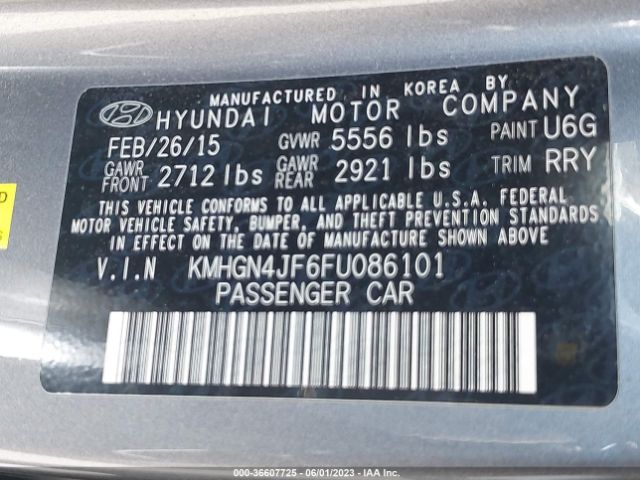 MANUFACTURED IN KOREA BY
HYUNDAI MOTOR COMPANY
FEB/26/15 GVWR 5556 lbs PAINT U6G
GAWR FRONT 2712 lbs GAWR REAR 2921 lbs TRIM RRY
THIS VEHICLE CONFORMS TO ALL APPLICABLE U.S.A. FEDERAL
MOTOR VEHICLE SAFETY, BUMPER, AND THEFT PREVENTION STANDARDS
IN EFFECT ON THE DATE OF MANUFACTURE SHOWN ABOVE
V.I.N KMHGN4JF6FU086101
PASSENGER CAR
D
S
000-36607725 - 06/01/2023 - IAA, Inc.